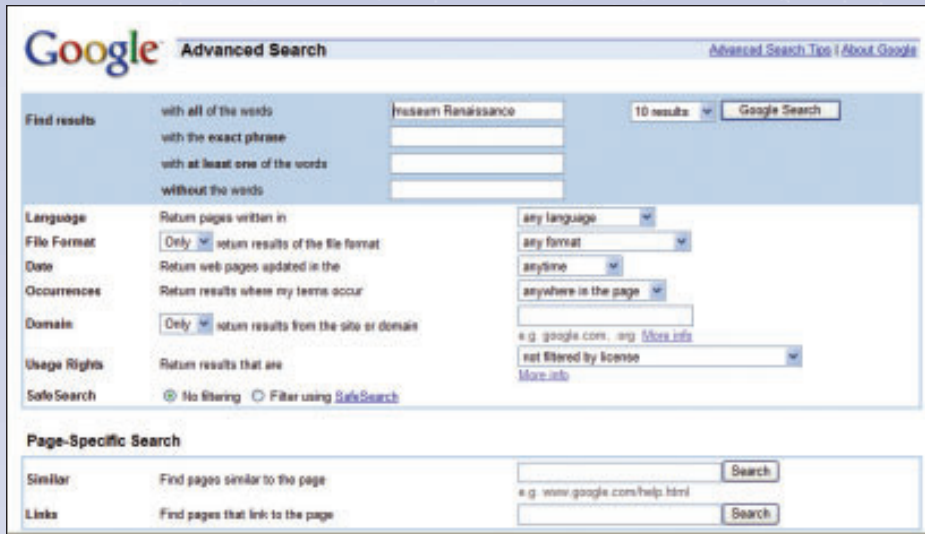 Google Advanced Search Advanced Search Tips | About Google
Find results with all of the words museum Renaissance 10 results Google Search
with the exact phrase
with at least one of the words
without the words
Language Return pages written in any language
File Format Only return results of the file format any format
Date Return web pages updated in the anytime
Occurrences Return results where my terms occur anywhere in the page
Domain Only return results from the site or domain
e.g. google.com, .org More info
Usage Rights Return results that are not filtered by license
More info
SafeSearch No filtering Filter using SafeSearch
Page-Specific Search
Similar Find pages similar to the page Search
e.g. www.google.com/help.html
Links Find pages that link to the page Search